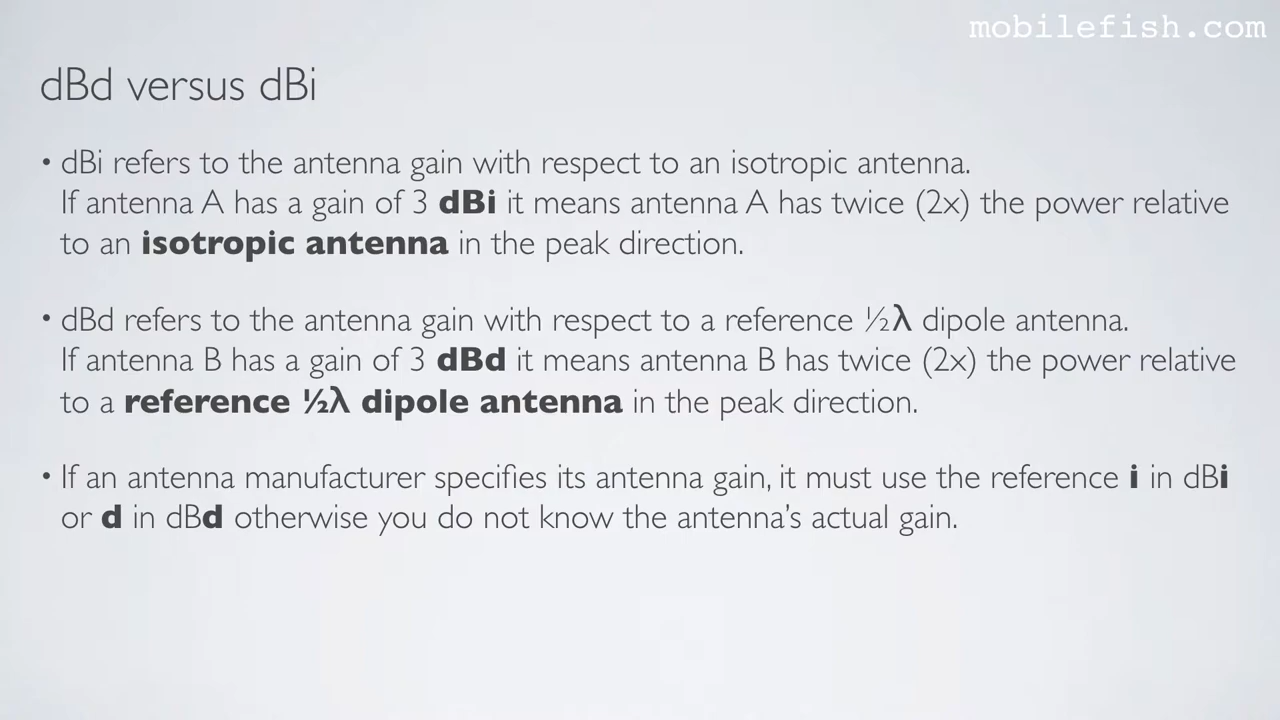 mobilefish.com
dBd versus dBi
• dBi refers to the antenna gain with respect to an isotropic antenna.
If antenna A has a gain of 3 dBi it means antenna A has twice (2x) the power relative
to an isotropic antenna in the peak direction.
• dBd refers to the antenna gain with respect to a reference ½λ dipole antenna.
If antenna B has a gain of 3 dBd it means antenna B has twice (2x) the power relative
to a reference ½λ dipole antenna in the peak direction.
• If an antenna manufacturer specifies its antenna gain, it must use the reference i in dBi
or d in dBd otherwise you do not know the antenna’s actual gain.